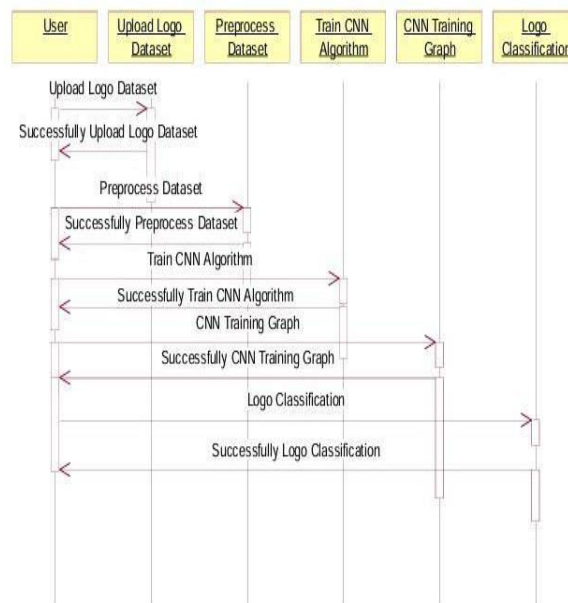 User
Upload Logo
Dataset
Preprocess
Dataset
Train CNN
Algorithm
CNN Training
Graph
Logo
Classification
Upload Logo Dataset
Successfully Upload Logo Dataset
Preprocess Dataset
Successfully Preprocess Dataset
Train CNN Algorithm
Successfully Train CNN Algorithm
CNN Training Graph
Successfully CNN Training Graph
Logo Classification
Successfully Logo Classification